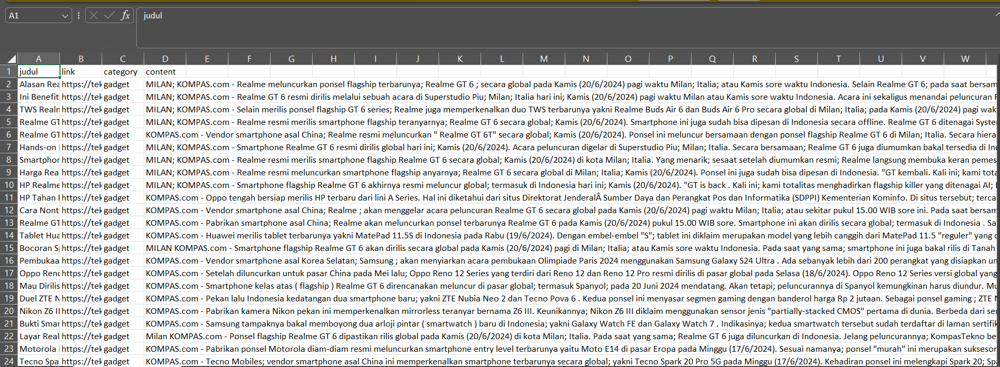 A1 fx judul
A B C D E F G H I J K L M N O P Q R S T U V W
1 judul link category content
2 Alasan Rea https://tek gadget MILAN; KOMPAS.com - Realme meluncurkan ponsel flagship terbarunya; Realme GT 6 ; secara global pada Kamis (20/6/2024) pagi waktu Milan; Italia; atau Kamis sore waktu Indonesia. Selain Realme GT 6; pada saat bersam
3 Ini Benefit https://tek gadget MILAN; KOMPAS.com - Realme GT 6 resmi dirilis melalui sebuah acara di Superstudio Piu; Milan; Italia hari ini; Kamis (20/6/2024) pagi waktu Milan atau Kamis sore waktu Indonesia. Acara ini sekaligus menandai peluncuran
4 TWS Realm https://tek gadget MILAN; KOMPAS.com - Selain merilis ponsel flagship GT 6 series; Realme juga memperkenalkan duo TWS terbarunya yakni Realme Buds Air 6 dan Buds Air 6 Pro secara global di Milan; Italia; pada Kamis (20/6/2024) pagi wak
5 Realme GT https://tek gadget MILAN; KOMPAS.com - Realme resmi merilis smartphone flagship teranyarnya; Realme GT 6 secara global; Kamis (20/6/2024). Smartphone ini juga sudah bisa dipesan di Indonesia secara offline. Realme GT 6 ditenagai Syste
6 Realme GT https://tek gadget KOMPAS.com - Vendor smartphone asal China; Realme resmi meluncurkan " Realme GT 6T" secara global; Kamis (20/6/2024). Ponsel ini meluncur bersamaan dengan ponsel flagship Realme GT 6 di Milan; Italia. Secara hiera
7 Hands-on https://tek gadget MILAN; KOMPAS.com - Smartphone Realme GT 6 resmi dirilis global hari ini; Kamis (20/6/2024). Acara peluncuran digelar di Superstudio Piu; Milan; Italia. Secara bersamaan; Realme GT 6 juga diumumkan bakal tersedia di Ind
8 Smartphor https://tek gadget MILAN; KOMPAS.com - Realme resmi merilis smartphone flagship Realme GT 6 secara global; Kamis (20/6/2024) di kota Milan; Italia. Yang menarik; sesaat setelah diumumkan resmi; Realme langsung membuka keran pemes
9 Harga Rea https://tek gadget MILAN; KOMPAS.com - Realme resmi meluncurkan smartphone flagship anyarnya; Realme GT 6 secara global di Milan; Italia; Kamis (20/6/2024). Ponsel ini juga sudah bisa dipesan di Indonesia. "GT kembali. Kali ini; kami tota
10 HP Realme https://tek gadget MILAN; KOMPAS.com - Smartphone flagship Realme GT 6 akhirnya resmi meluncur global; termasuk di Indonesia hari ini; Kamis (20/6/2024). "GT is back . Kali ini; kami totalitas menghadirkan flagship killer yang ditenagai AI;
11 HP Tahan https://tek gadget KOMPAS.com - Oppo tengah bersiap merilis HP terbaru dari lini A Series. Hal ini diketahui dari situs Direktorat JenderalÂ Sumber Daya dan Perangkat Pos dan Informatika (SDPPI) Kementerian Kominfo. Di situs tersebut; terca
12 Cara Nont https://tek gadget KOMPAS.com - Vendor smartphone asal China; Realme ; akan menggelar acara peluncuran Realme GT 6 secara global pada Kamis (20/6/2024) pagi waktu Milan; Italia; atau sekitar pukul 15.00 WIB sore ini. Pada saat bersam
13 Realme GT https://tek gadget KOMPAS.com - Pabrikan smartphone asal China; Realme akan meluncurkan ponsel terbarunya Realme GT 6 pada Kamis (20/6/2024) pukul 15.00 WIB sore. Smartphone ini akan dirilis secara global; termasuk di Indonesia . Sa
14 Tablet Hua https://tek gadget KOMPAS.com - Huawei merilis tablet terbarunya yakni MatePad 11.5S di Indonesia pada Rabu (19/6/2024). Dengan embel-embel "S"; tablet ini diklaim merupakan model yang lebih canggih dari MatePad 11.5 "reguler" yang
15 Bocoran Sp https://tek gadget MILAN KOMPAS.com - Smartphone flagship Realme GT 6 akan dirilis secara global pada Kamis (20/6/2024) pagi di Milan; Italia; atau Kamis sore waktu Indonesia. Pada saat yang sama; smartphone ini juga bakal rilis di Tanah
16 Pembukaa https://tek gadget KOMPAS.com - Vendor smartphone asal Korea Selatan; Samsung ; akan menyiarkan acara pembukaan Olimpiade Paris 2024 menggunakan Samsung Galaxy S24 Ultra . Ada sebanyak lebih dari 200 perangkat yang disiapkan un
17 Oppo Reno https://tek gadget KOMPAS.com - Setelah diluncurkan untuk pasar China pada Mei lalu; Oppo Reno 12 Series yang terdiri dari Reno 12 dan Reno 12 Pro resmi dirilis di pasar global pada Selasa (18/6/2024). Oppo Reno 12 Series versi global yang
18 Mau Dirilis https://tek gadget KOMPAS.com - Smartphone kelas atas ( flagship ) Realme GT 6 direncanakan meluncur di pasar global; termasuk Spanyol; pada 20 Juni 2024 mendatang. Akan tetapi; peluncurannya di Spanyol kemungkinan harus diundur. Mu
19 Duel ZTE N https://tek gadget KOMPAS.com - Pekan lalu Indonesia kedatangan dua smartphone baru; yakni ZTE Nubia Neo 2 dan Tecno Pova 6 . Kedua ponsel ini menyasar segmen gaming dengan banderol harga Rp 2 jutaan. Sebagai ponsel gaming ; ZTE N
20 Nikon Z6 II https://tek gadget KOMPAS.com - Pabrikan kamera Nikon pekan ini memperkenalkan mirrorless teranyar bernama Z6 III. Keunikannya; Nikon Z6 III diklaim menggunakan sensor jenis "partially-stacked CMOS" pertama di dunia. Berbeda dari sen
21 Bukti Smar https://tek gadget KOMPAS.com - Samsung tampaknya bakal memboyong dua arloji pintar ( smartwatch ) baru di Indonesia; yakni Galaxy Watch FE dan Galaxy Watch 7 . Indikasinya; kedua smartwatch tersebut sudah terdaftar di laman sertifik
22 Layar Real https://tek gadget Milan KOMPAS.com - Ponsel flagship Realme GT 6 dipastikan rilis global pada Kamis (20/6/2024) di kota Milan; Italia. Pada saat yang sama; Realme GT 6 juga diluncurkan di Indonesia. Jelang peluncurannya; KompasTekno be
23 Motorola https://tek gadget KOMPAS.com - Pabrikan ponsel Motorola diam-diam resmi meluncurkan smartphone entry level terbarunya yaitu Moto E14 di pasar Eropa pada Minggu (17/6/2024). Sesuai namanya; ponsel "murah" ini merupakan suksesor
24 Tecno Spa https://tek gadget KOMPAS.com - Tecno Mobiles; vendor smartphone asal China ini memperkenalkan smartphone terbarunya secara global; yakni Tecno Spark 20 Pro 5G pada Minggu (17/6/2024). Kehadiran ponsel ini melengkapi Spark 20; Sp